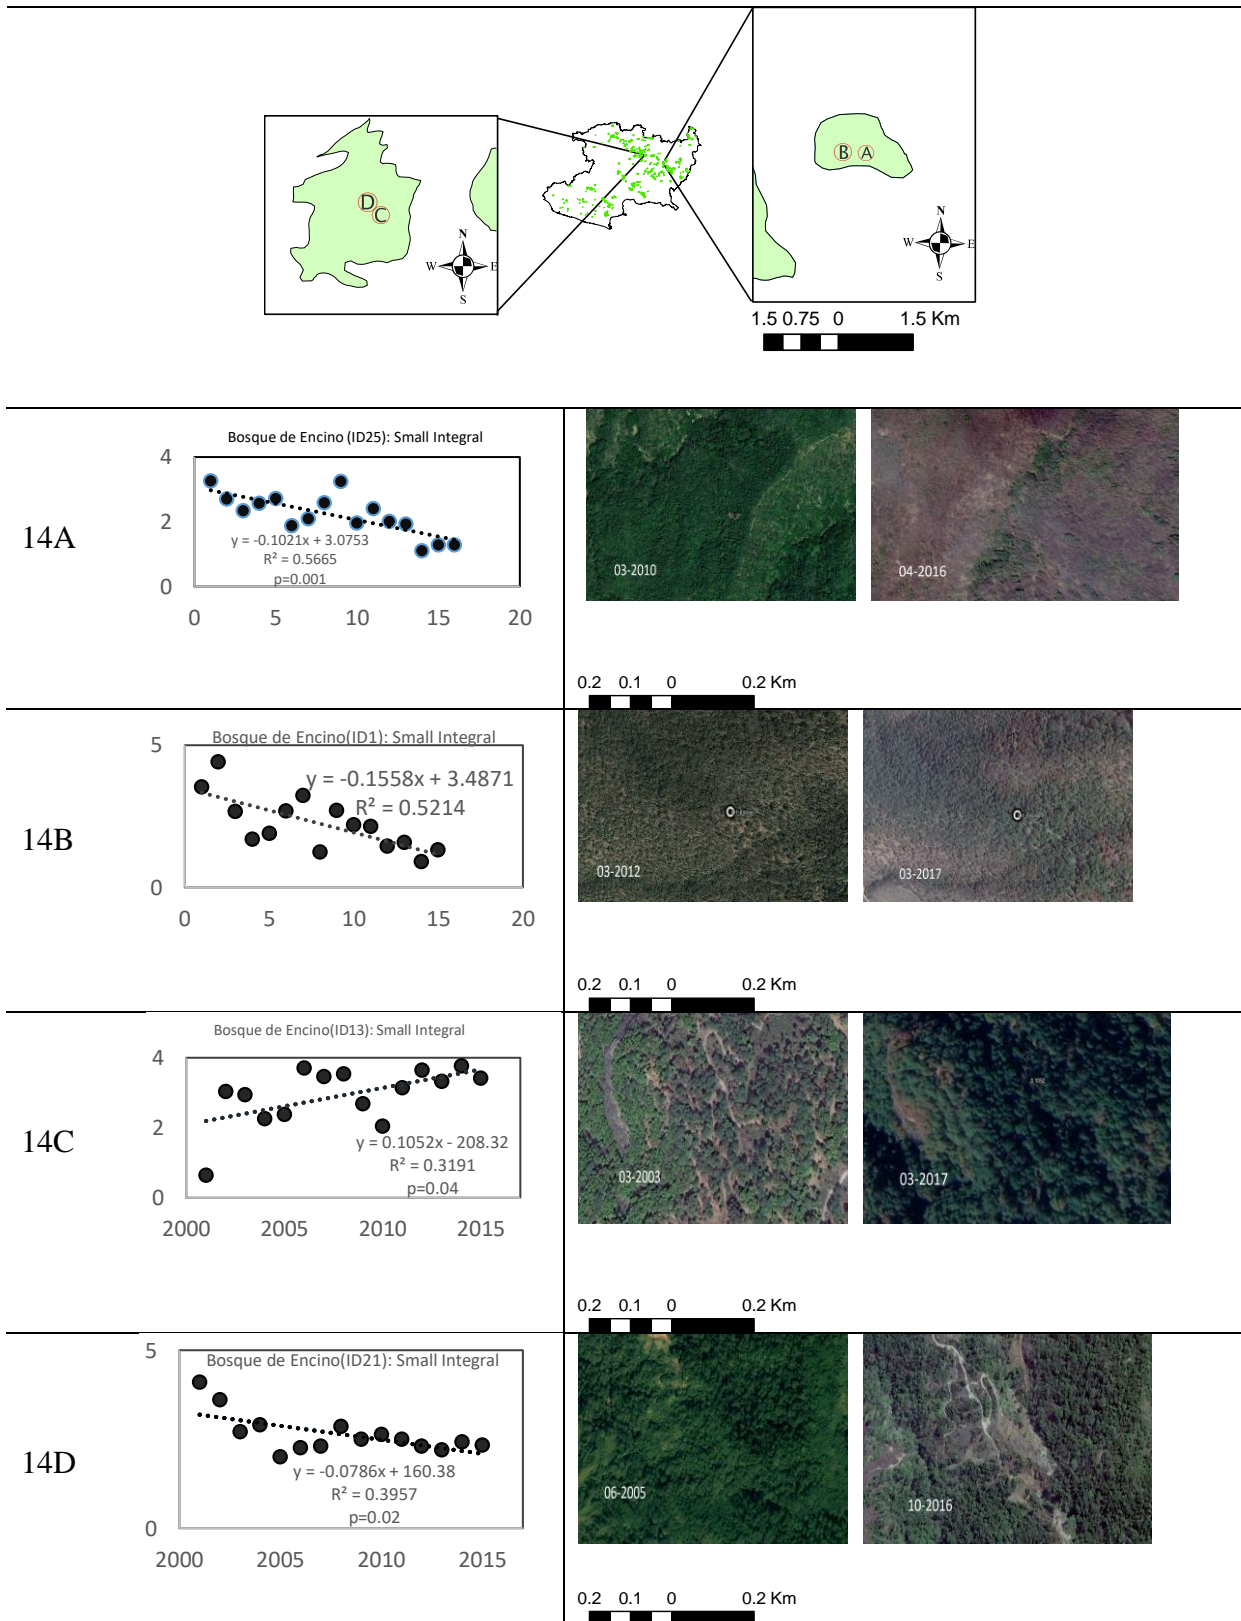 D
C
N
W
E
S
B
A
N
W
E
S
1.5 0.75 0 1.5 Km
14A
Bosque de Encino (ID25): Small Integral
4
2
0
y = -0.1021x + 3.0753
R² = 0.5665
p=0.001
0 5 10 15 20
03-2010
04-2016
0.2 0.1 0 0.2 Km
14B
Bosque de Encino(ID1): Small Integral
5
0
y = -0.1558x + 3.4871
R² = 0.5214
0 5 10 15 20
03-2012
03-2017
0.2 0.1 0 0.2 Km
14C
Bosque de Encino(ID13): Small Integral
4
2
0
y = 0.1052x - 208.32
R² = 0.3191
p=0.04
2000 2005 2010 2015
03-2003
03-2017
0.2 0.1 0 0.2 Km
14D
Bosque de Encino(ID21): Small Integral
5
0
y = -0.0786x + 160.38
R² = 0.3957
p=0.02
2000 2005 2010 2015
06-2005
10-2016
0.2 0.1 0 0.2 Km